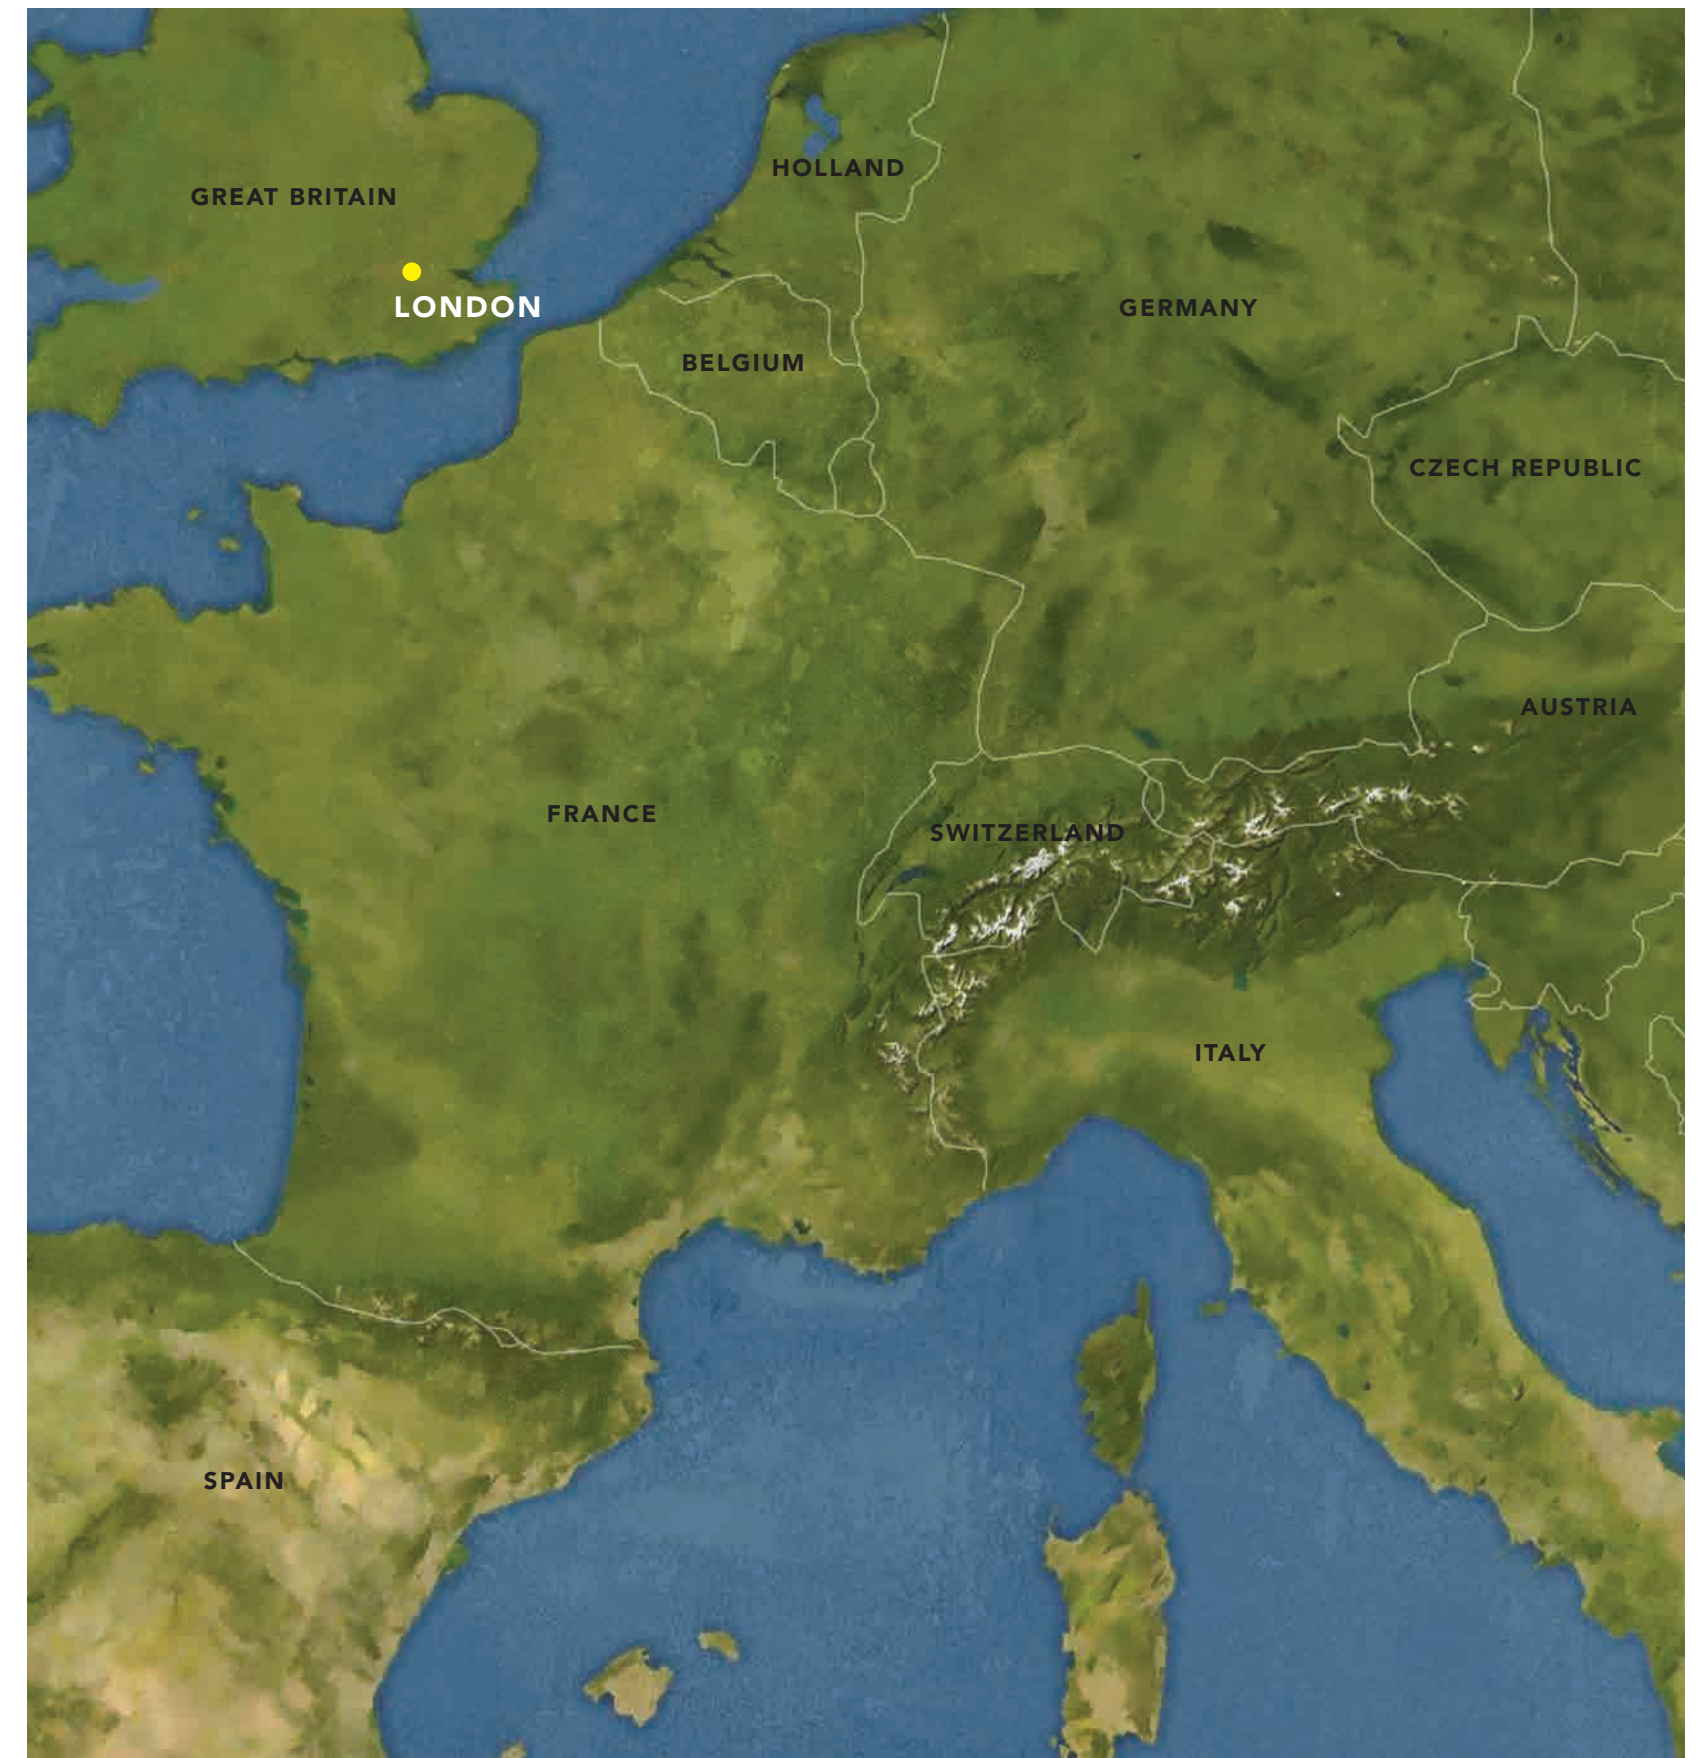 HOLLAND
GREAT BRITAIN
LONDON
GERMANY
BELGIUM
CZECH REPUBLIC
AUSTRIA
FRANCE
SWITZERLAND
ITALY
SPAIN